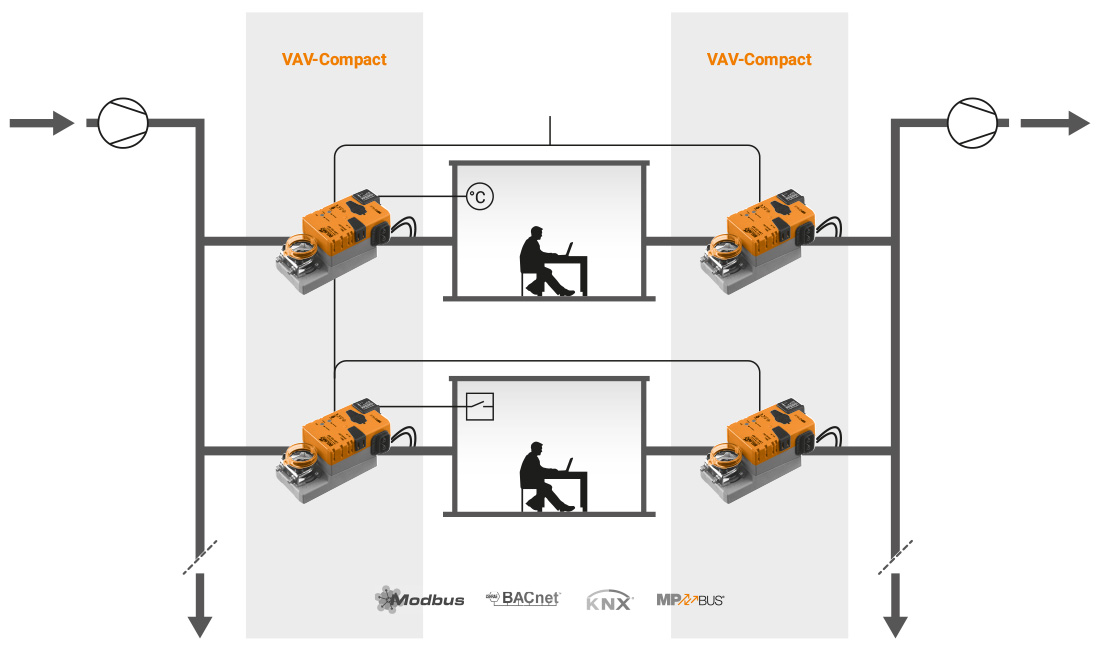 VAV-Compact
VAV-Compact
°C
Modbus
BACnet
KNX
MP BUS